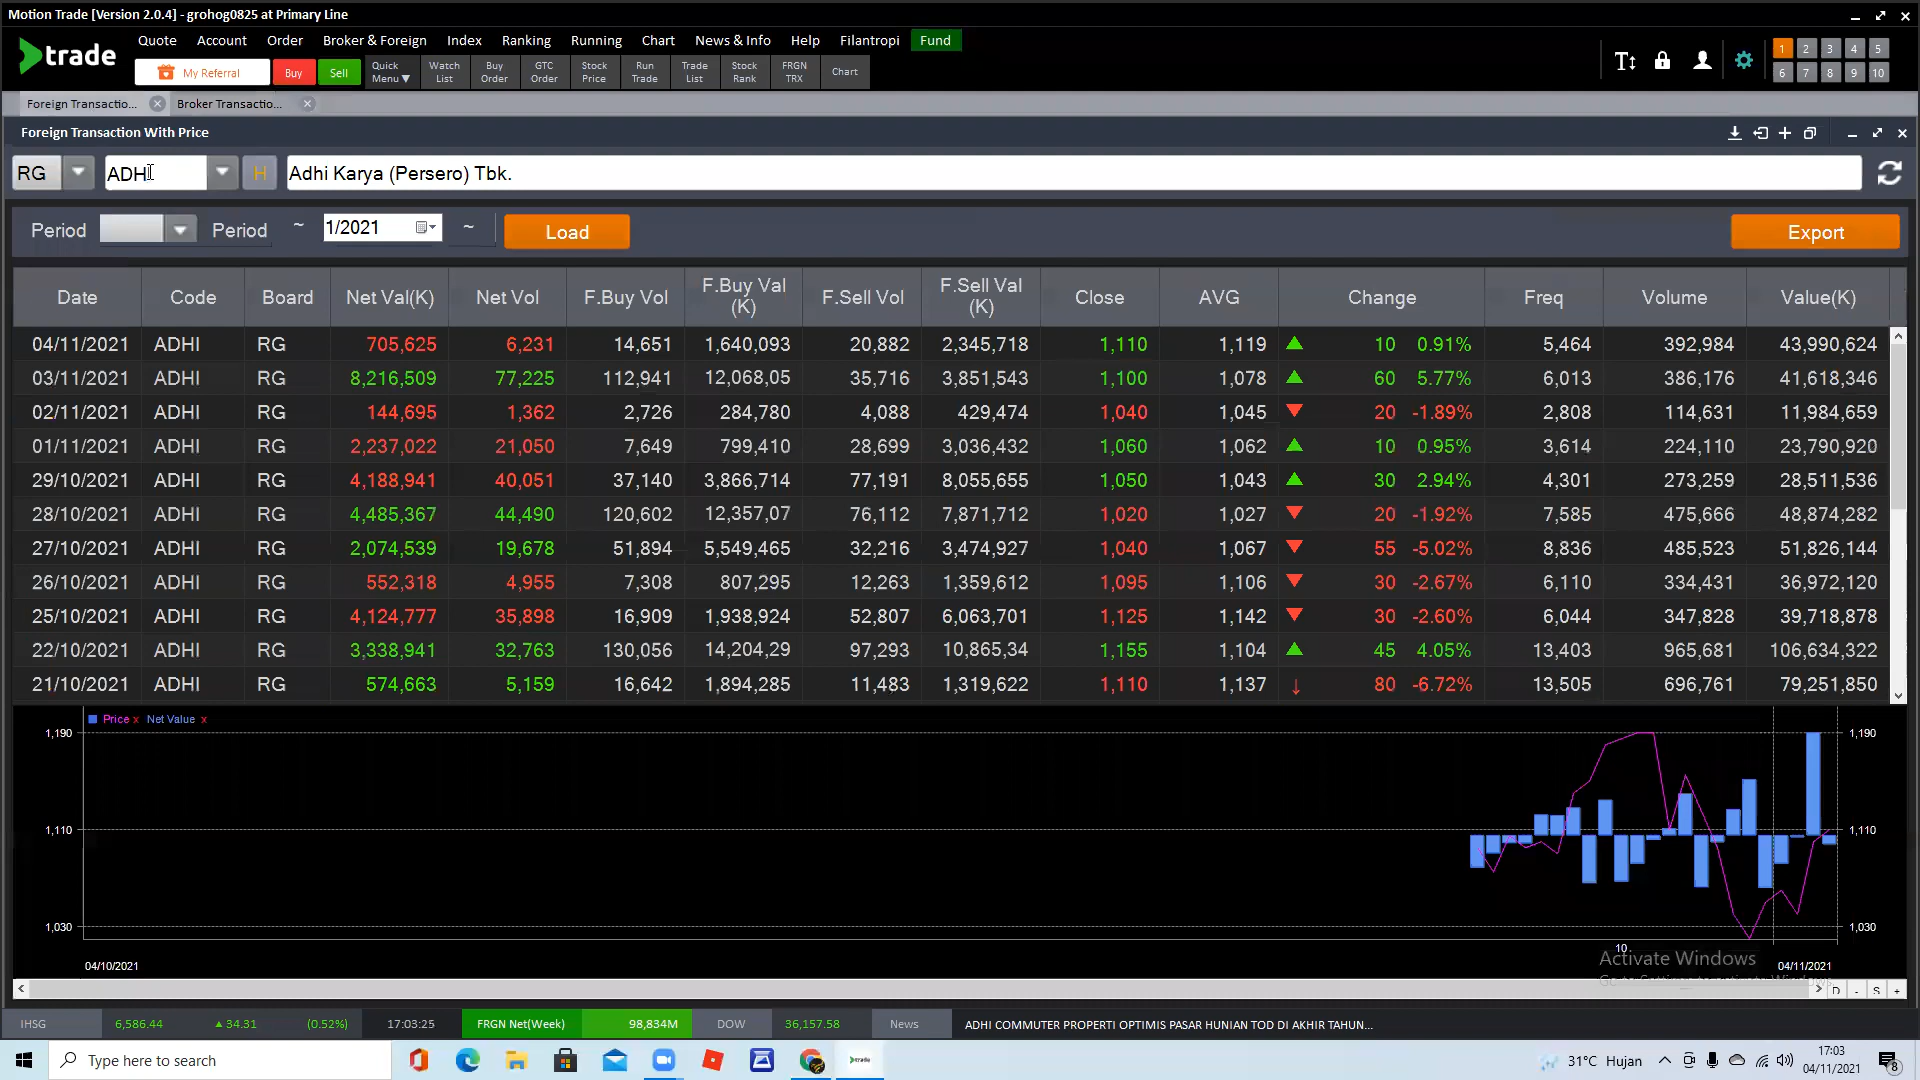 Motion Trade [Version 2.0.4] - grohog0825 at Primary Line
trade
Quote Account Order Broker & Foreign Index Ranking Running Chart News & Info Help Filantropi Fund
My Referral Buy Sell Quick Menu▼ Watch List Buy Order GTC Order Stock Price Run Trade Trade List Stock Rank FRGN TRX Chart
1 2 3 4 5
6 7 8 9 10
Foreign Transactio... Broker Transactio...
Foreign Transaction With Price
RG ADHI H Adhi Karya (Persero) Tbk.
Period Period ~ 1/2021 ~ Load Export
Date Code Board Net Val(K) Net Vol F.Buy Vol F.Buy Val (K) F.Sell Vol F.Sell Val (K) Close AVG Change Freq Volume Value(K)
04/11/2021 ADHI RG 705,625 6,231 14,651 1,640,093 20,882 2,345,718 1,110 1,119 ▲ 10 0.91% 5,464 392,984 43,990,624
03/11/2021 ADHI RG 8,216,509 77,225 112,941 12,068,05 35,716 3,851,543 1,100 1,078 ▲ 60 5.77% 6,013 386,176 41,618,346
02/11/2021 ADHI RG 144,695 1,362 2,726 284,780 4,088 429,474 1,040 1,045 ▼ 20 -1.89% 2,808 114,631 11,984,659
01/11/2021 ADHI RG 2,237,022 21,050 7,649 799,410 28,699 3,036,432 1,060 1,062 ▲ 10 0.95% 3,614 224,110 23,790,920
29/10/2021 ADHI RG 4,188,941 40,051 37,140 3,866,714 77,191 8,055,655 1,050 1,043 ▲ 30 2.94% 4,301 273,259 28,511,536
28/10/2021 ADHI RG 4,485,367 44,490 120,602 12,357,07 76,112 7,871,712 1,020 1,027 ▼ 20 -1.92% 7,585 475,666 48,874,282
27/10/2021 ADHI RG 2,074,539 19,678 51,894 5,549,465 32,216 3,474,927 1,040 1,067 ▼ 55 -5.02% 8,836 485,523 51,826,144
26/10/2021 ADHI RG 552,318 4,955 7,308 807,295 12,263 1,359,612 1,095 1,106 ▼ 30 -2.67% 6,110 334,431 36,972,120
25/10/2021 ADHI RG 4,124,777 35,898 16,909 1,938,924 52,807 6,063,701 1,125 1,142 ▼ 30 -2.60% 6,044 347,828 39,718,878
22/10/2021 ADHI RG 3,338,941 32,763 130,056 14,204,29 97,293 10,865,34 1,155 1,104 ▲ 45 4.05% 13,403 965,681 106,634,322
21/10/2021 ADHI RG 574,663 5,159 16,642 1,894,285 11,483 1,319,622 1,110 1,137 ↓ 80 -6.72% 13,505 696,761 79,251,850
Price x Net Value x
1,190 1,190
1,110 1,110
1,030 1,030
10
Activate Windows
04/10/2021 04/11/2021
D - S +
IHSG 6,586.44 ▲ 34.31 (0.52%) 17:03:25 FRGN Net(Week) 98,834M DOW 36,157.58 News ADHI COMMUTER PROPERTI OPTIMIS PASAR HUNIAN TOD DI AKHIR TAHUN...
Type here to search trade 31°C Hujan 17:03
04/11/2021 8